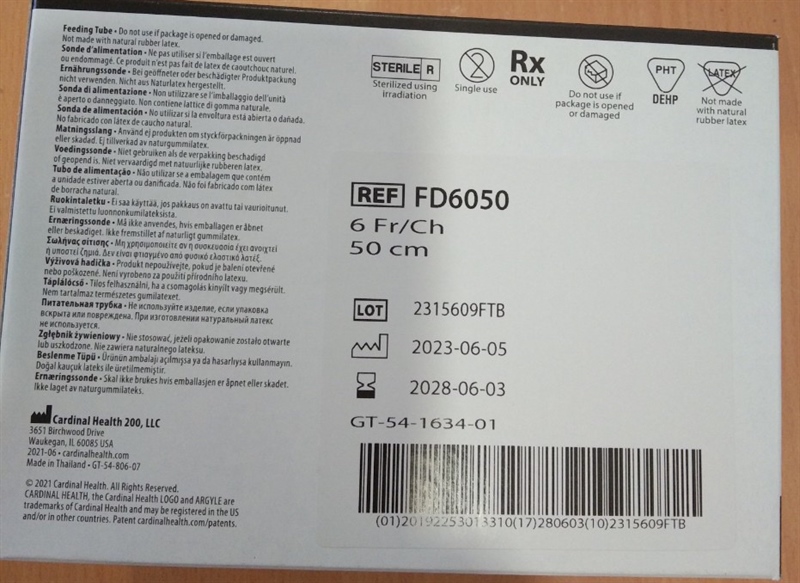 Feeding Tube • Do not use if package is opened or damaged.
Not made with natural rubber latex.
Sonde d'alimentation • Ne pas utiliser si l'emballage est ouvert
ou endommagé. Ce produit n'est pas fait de latex de caoutchouc naturel.
Ernährungssonde • Bei geöffneter oder beschädigter Produktpackung
nicht verwenden. Nicht aus Naturlatex hergestellt.
Sonda di alimentazione • Non utilizzare se l'imballaggio dell'unità
è aperto o danneggiato. Non contiene lattice di gomma naturale.
Sonda de alimentación • No utilizar si la envoltura está abierta o dañada.
No fabricado con látex de caucho natural.
Matningsslang • Använd ej produkten om styckförpackningen är öppnad
eller skadad. Ej tillverkad av naturgummilatex.
Voedingssonde • Niet gebruiken als de verpakking beschadigd
of geopend is. Niet vervaardigd met natuurlijke rubberen latex.
Tubo de alimentação • Não utilizar se a embalagem que contém
a unidade estiver aberta ou danificada. Não foi fabricado com látex
de borracha natural.
Ruokintaletku • Ei saa käyttää, jos pakkaus on avattu tai vaurioitunut.
Ei valmistettu luonnonkumilateksista.
Ernæringssonde • Må ikke anvendes, hvis emballagen er åbnet
eller beskadiget. Ikke fremstillet af naturligt gummilatex.
Σωλήνας σίτισης • Μη χρησιμοποιείτε αν η συσκευασία έχει ανοιχτεί
ή υποστεί ζημιά. Δεν είναι φτιαγμένο από φυσικό ελαστικό λατέξ.
Výživová hadička • Produkt nepoužívejte, pokud je balení otevřené
nebo poškozené. Není vyrobeno za použití přírodního latexu.
Táplálócső • Tilos felhasználni, ha a csomagolás kinyílt vagy megsérült.
Nem tartalmaz természetes gumilatexet.
Питательная трубка • Не используйте изделие, если упаковка
вскрыта или повреждена. При изготовлении натуральный латекс
не используется.
Zgłębnik żywieniowy • Nie stosować, jeżeli opakowanie zostało otwarte
lub uszkodzone. Nie zawiera naturalnego lateksu.
Beslenme Tüpü • Ürünün ambalajı açılmışsa ya da hasarlıysa kullanmayın.
Doğal kauçuk lateks ile üretilmemiştir.
Ernæringssonde • Skal ikke brukes hvis emballasjen er åpnet eller skadet.
Ikke laget av naturgummilateks.
Cardinal Health 200, LLC
3651 Birchwood Drive
Waukegan, IL 60085 USA
2021-06 • cardinalhealth.com
Made in Thailand • GT-54-806-07
© 2021 Cardinal Health. All Rights Reserved.
CARDINAL HEALTH, the Cardinal Health LOGO and ARGYLE are
trademarks of Cardinal Health and may be registered in the US
and/or in other countries. Patent cardinalhealth.com/patents.
STERILE R
Sterilized using
irradiation
2
Single use
Rx
ONLY
Do not use if
package is opened
or damaged
PHT
DEHP
LATEX
Not made
with natural
rubber latex
REF FD6050
6 Fr/Ch
50 cm
LOT 2315609FTB
2023-06-05
2028-06-03
GT-54-1634-01
(01)20192253013310(17)280603(10)2315609FTB